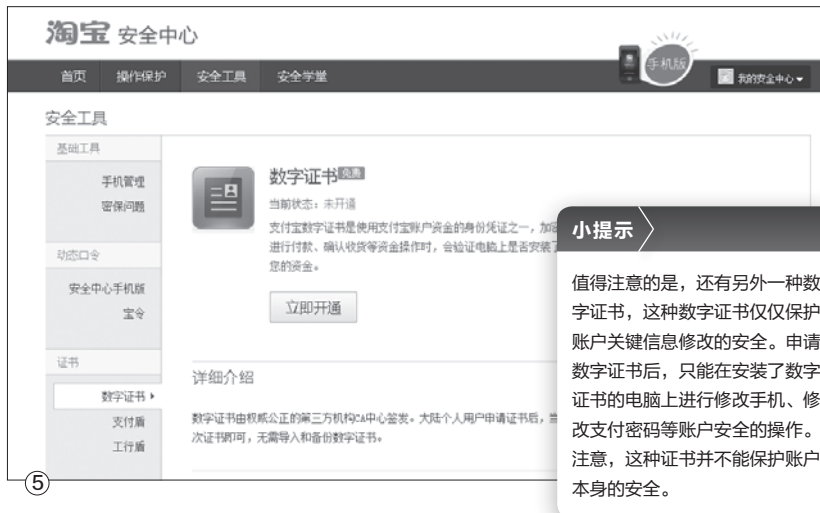 淘宝 安全中心
手机版
首页 操作保护 安全工具 安全学堂 我的安全中心
安全工具
基础工具
手机管理
密保问题
动态口令
安全中心手机版
宝令
证书
数字证书
支付盾
工行盾
数字证书 免费
当前状态：未开通
支付宝数字证书是使用支付宝账户资金的身份凭证之一，加密
进行付款、确认收货等资金操作时，会验证电脑上是否安装了
您的资金。
立即开通
详细介绍
数字证书由权威公正的第三方机构CA中心签发。大陆个人用户申请证书后，当
次证书即可，无需导入和备份数字证书。
小提示
值得注意的是，还有另外一种数
字证书，这种数字证书仅仅保护
账户关键信息修改的安全。申请
数字证书后，只能在安装了数字
证书的电脑上进行修改手机、修
改支付密码等账户安全的操作。
注意，这种证书并不能保护账户
本身的安全。
⑤